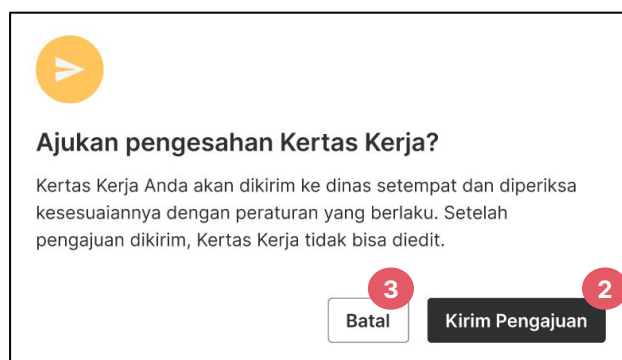 Ajukan pengesahan Kertas Kerja?
Kertas Kerja Anda akan dikirim ke dinas setempat dan diperiksa
kesesuaiannya dengan peraturan yang berlaku. Setelah
pengajuan dikirim, Kertas Kerja tidak bisa diedit.
3
2
Batal
Kirim Pengajuan